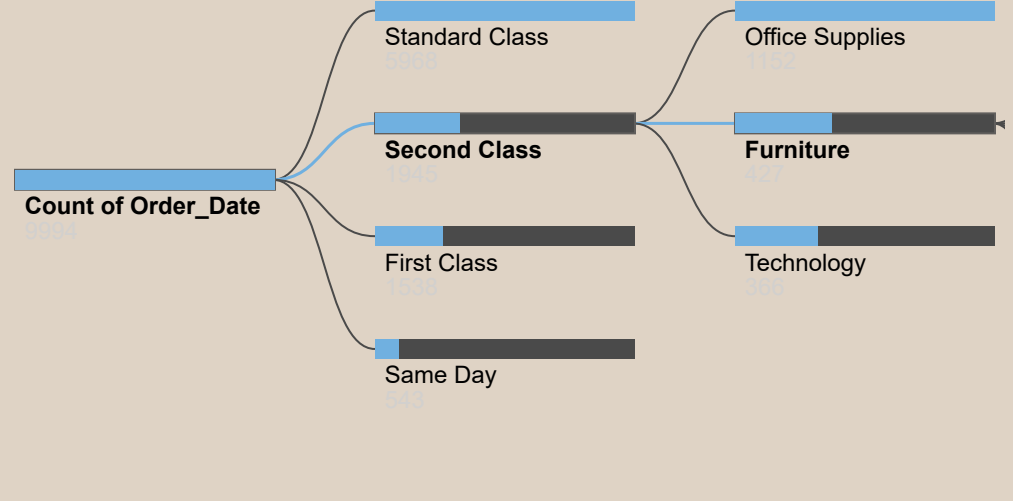 Count of Order_Date
9994
Standard Class
5968
Second Class
1945
First Class
1538
Same Day
543
Office Supplies
1152
Furniture
427
Technology
366